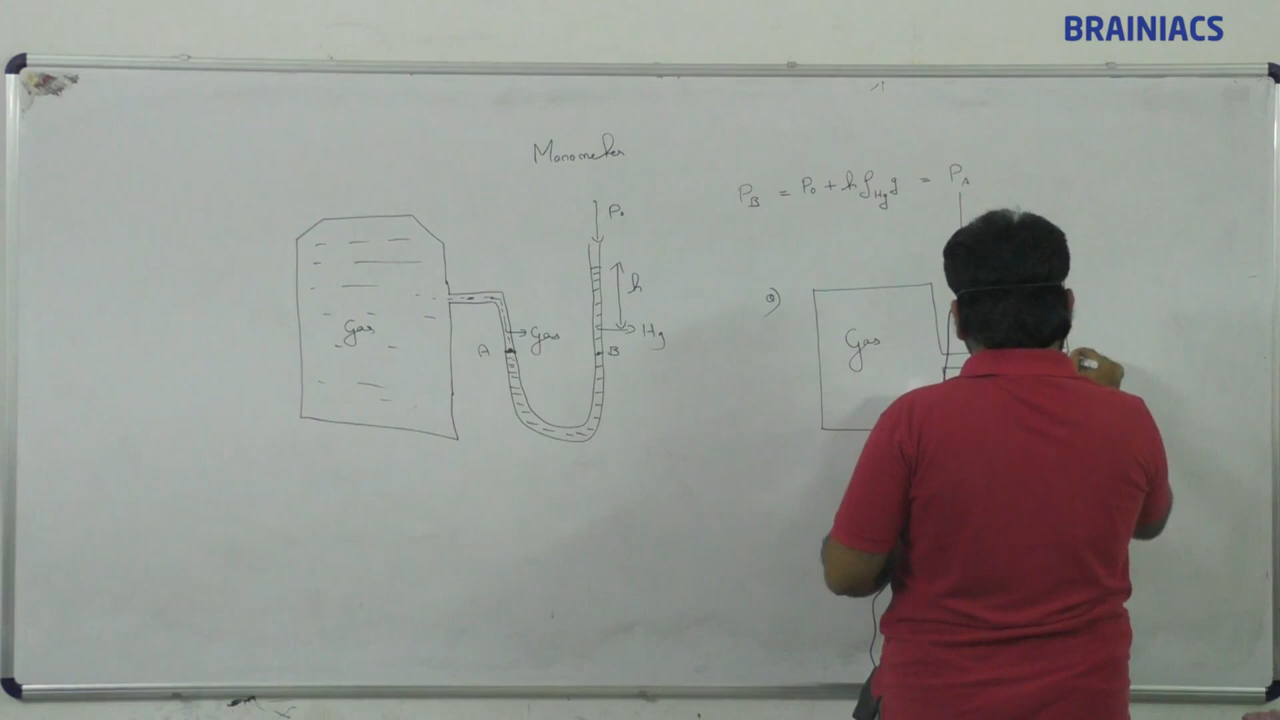 BRAINIACS
Manometer
P_B = P_0 + hρ_Hg g = P_A
P_0
h
Gas
Gas
Hg
A
B
Q)
Gas